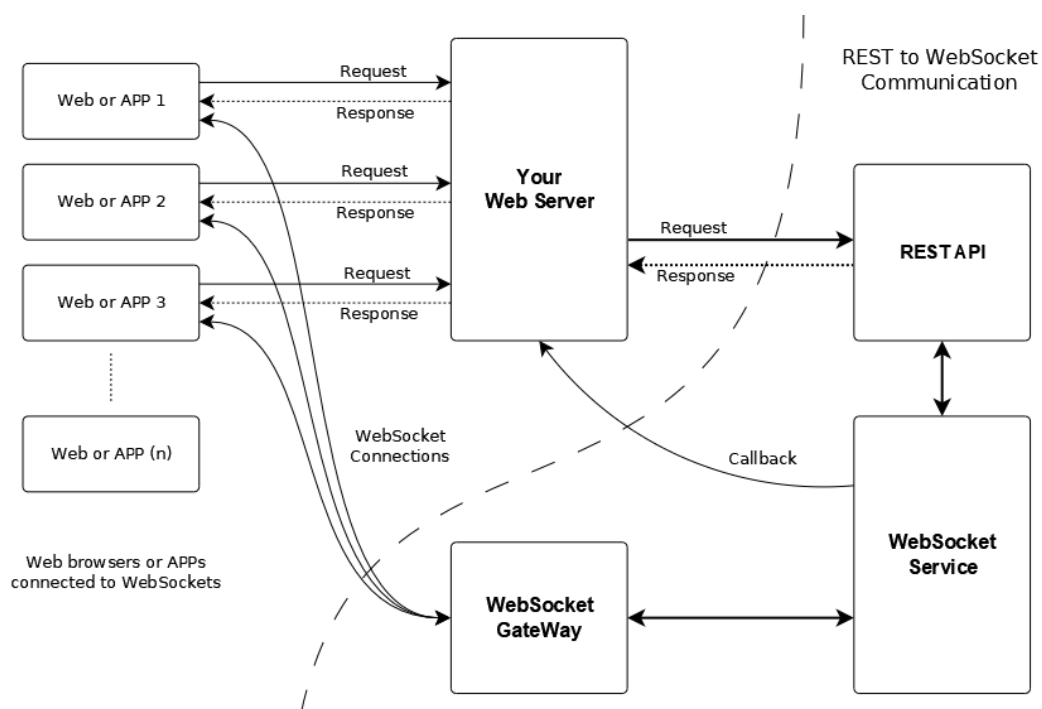 REST to WebSocket
Communication
Web or APP 1
Request
Response
Web or APP 2
Request
Response
Web or APP 3
Request
Response
Web or APP (n)
Your
Web Server
Request
Response
REST API
WebSocket
Connections
Callback
Web browsers or APPs
connected to WebSockets
WebSocket
GateWay
WebSocket
Service